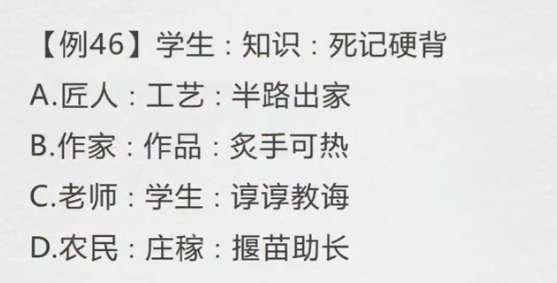 【例46】学生：知识：死记硬背
A.匠人：工艺：半路出家
B.作家：作品：炙手可热
C.老师：学生：谆谆教诲
D.农民：庄稼：揠苗助长